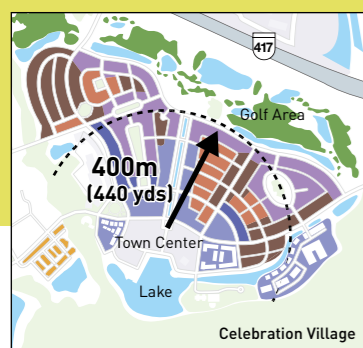 417
Golf Area
400m
(440 yds)
Town Center
Lake
Celebration Village